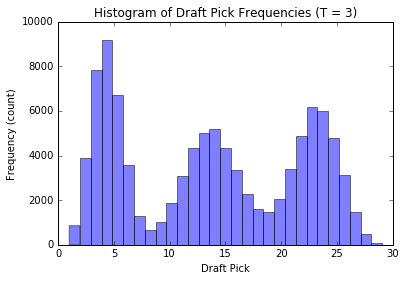 Histogram of Draft Pick Frequencies (T = 3)
10000
8000
6000
4000
2000
0
Frequency (count)
0 5 10 15 20 25 30
Draft Pick